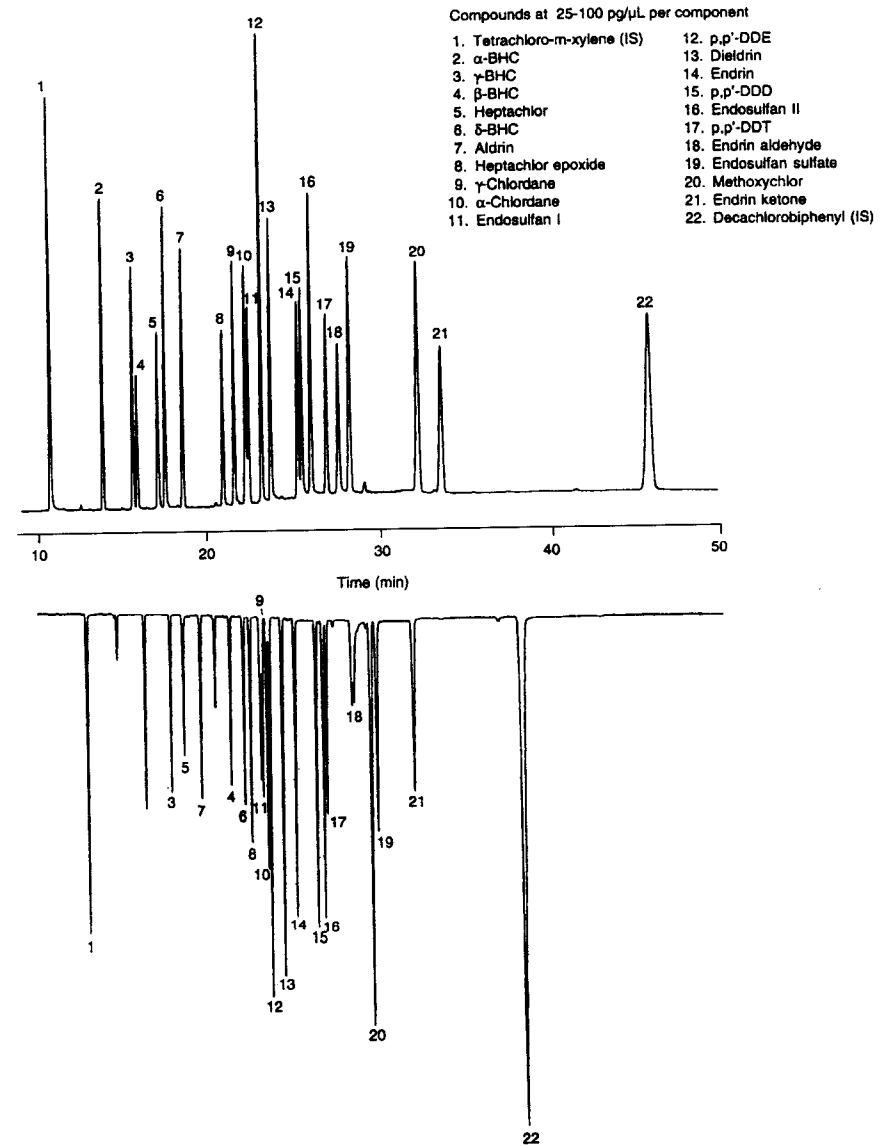 Compounds at 25-100 pg/µL per component
1. Tetrachloro-m-xylene (IS)
2. α-BHC
3. γ-BHC
4. β-BHC
5. Heptachlor
6. δ-BHC
7. Aldrin
8. Heptachlor epoxide
9. γ-Chlordane
10. α-Chlordane
11. Endosulfan I
12. p,p'-DDE
13. Dieldrin
14. Endrin
15. p,p'-DDD
16. Endosulfan II
17. p,p'-DDT
18. Endrin aldehyde
19. Endosulfan sulfate
20. Methoxychlor
21. Endrin ketone
22. Decachlorobiphenyl (IS)
1
2
3
4
5
6
7
8
9
10
11
12
13
14
15
16
17
18
19
20
21
22
10 20 30 40 50
Time (min)
1
3
5
7
4
6
8
11
9
10
12
13
14
15
16
17
18
20
19
21
22